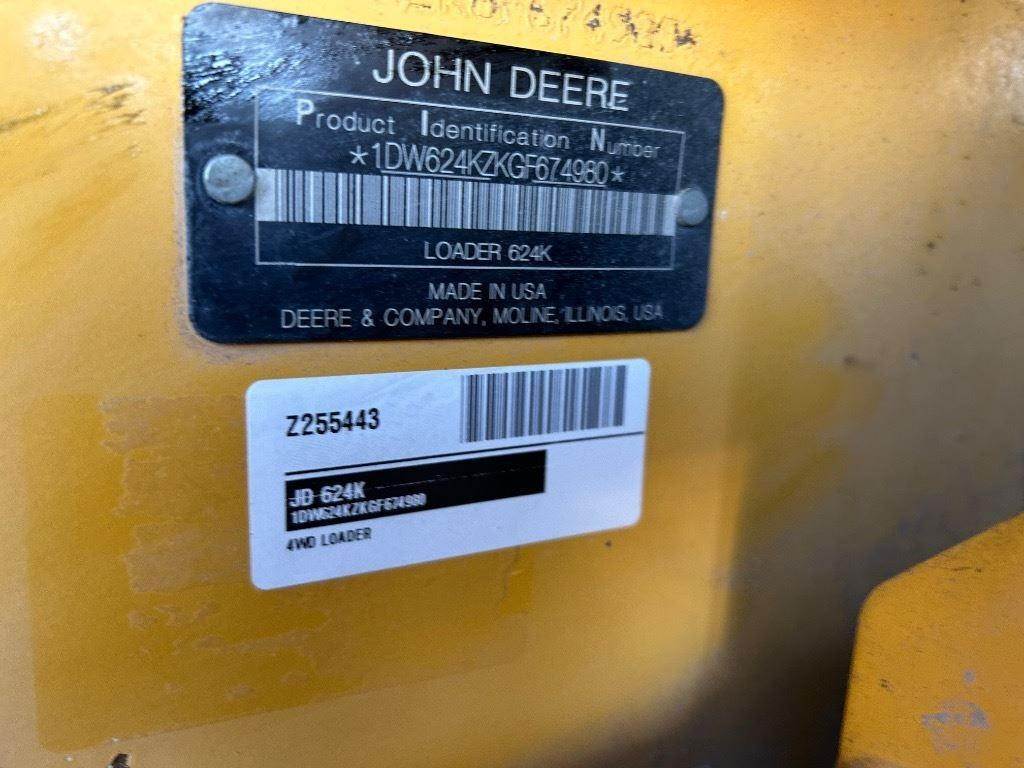 JOHN DEERE
Product Identification Number
*1DW624KZKGF674980*
LOADER 624K
MADE IN USA
DEERE & COMPANY, MOLINE, ILLINOIS, USA
Z255443
JD 624K
1DW624KZKGF674980
4WD LOADER